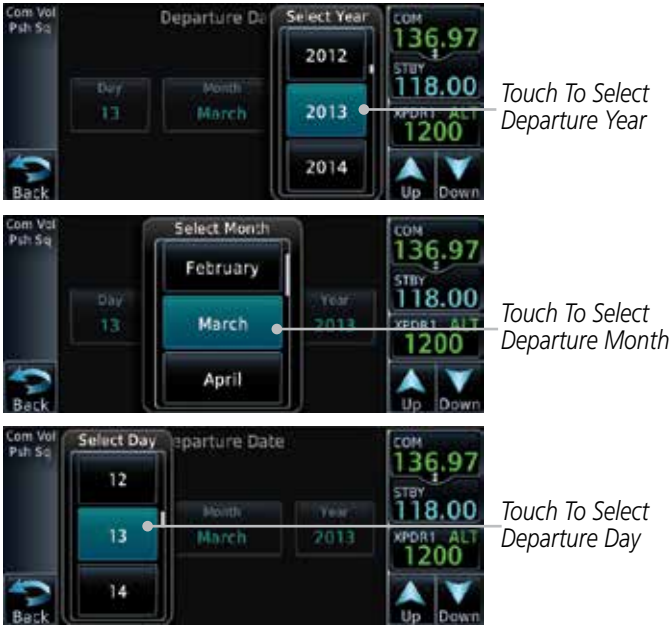 Com Vol
Psh Sq
Departure Da
Select Year
2012
2013
2014
Day
13
Month
March
COM
136.97
STBY
118.00
XPDR1 ALT
1200
Back
Up Down
Touch To Select
Departure Year
Com Vol
Psh Sq
Select Month
February
March
April
Day
13
Year
2013
COM
136.97
STBY
118.00
XPDR1 ALT
1200
Back
Up Down
Touch To Select
Departure Month
Com Vol
Psh Sq
Select Day
eparture Date
12
13
14
Month
March
Year
2013
COM
136.97
STBY
118.00
XPDR1 ALT
1200
Back
Up Down
Touch To Select
Departure Day